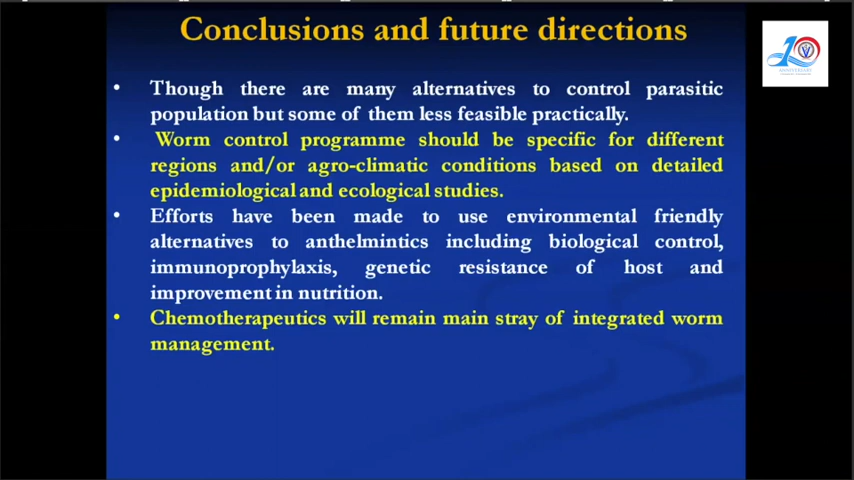 Conclusions and future directions
10
ANNIVERSARY
• Though there are many alternatives to control parasitic
population but some of them less feasible practically.
• Worm control programme should be specific for different
regions and/or agro-climatic conditions based on detailed
epidemiological and ecological studies.
• Efforts have been made to use environmental friendly
alternatives to anthelmintics including biological control,
immunoprophylaxis, genetic resistance of host and
improvement in nutrition.
• Chemotherapeutics will remain main stray of integrated worm
management.